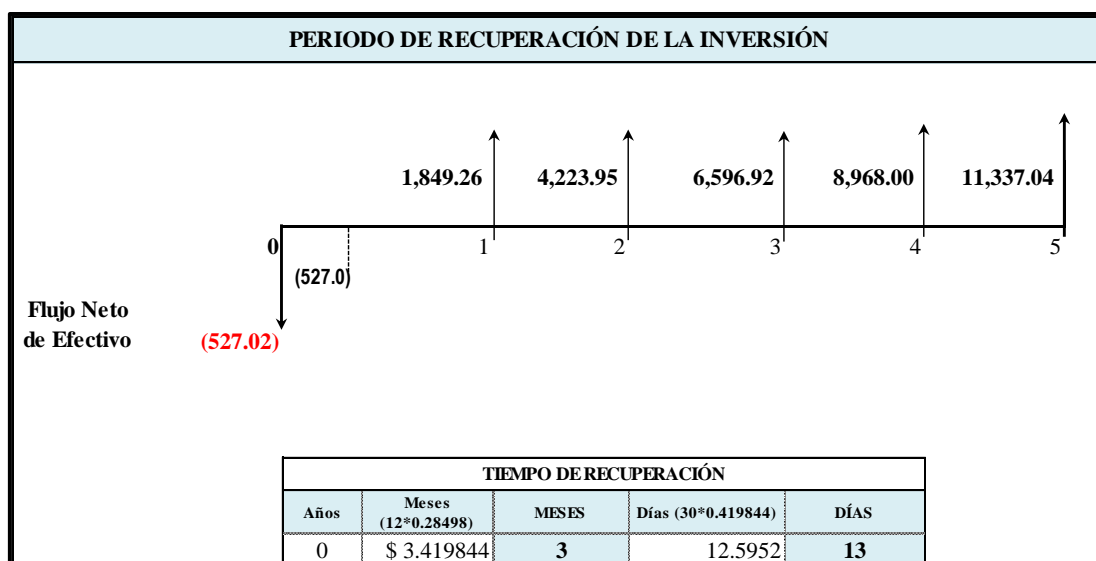 PERIODO DE RECUPERACIÓN DE LA INVERSIÓN
1,849.26 4,223.95 6,596.92 8,968.00 11,337.04
0 1 2 3 4 5
(527.0)
Flujo Neto
de Efectivo (527.02)
TIEMPO DE RECUPERACIÓN
Años Meses (12*0.28498) MESES Días (30*0.419844) DÍAS
0 $ 3.419844 3 12.5952 13